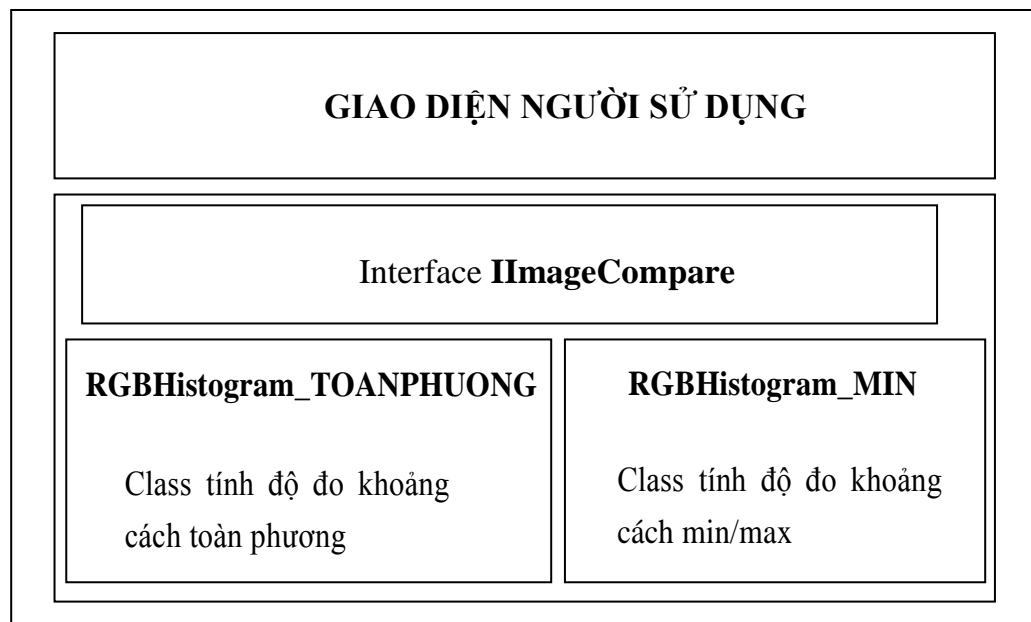 GIAO DIỆN NGƯỜI SỬ DỤNG
Interface IImageCompare
RGBHistogram_TOANPHUONG
Class tính độ đo khoảng
cách toàn phương
RGBHistogram_MIN
Class tính độ đo khoảng
cách min/max